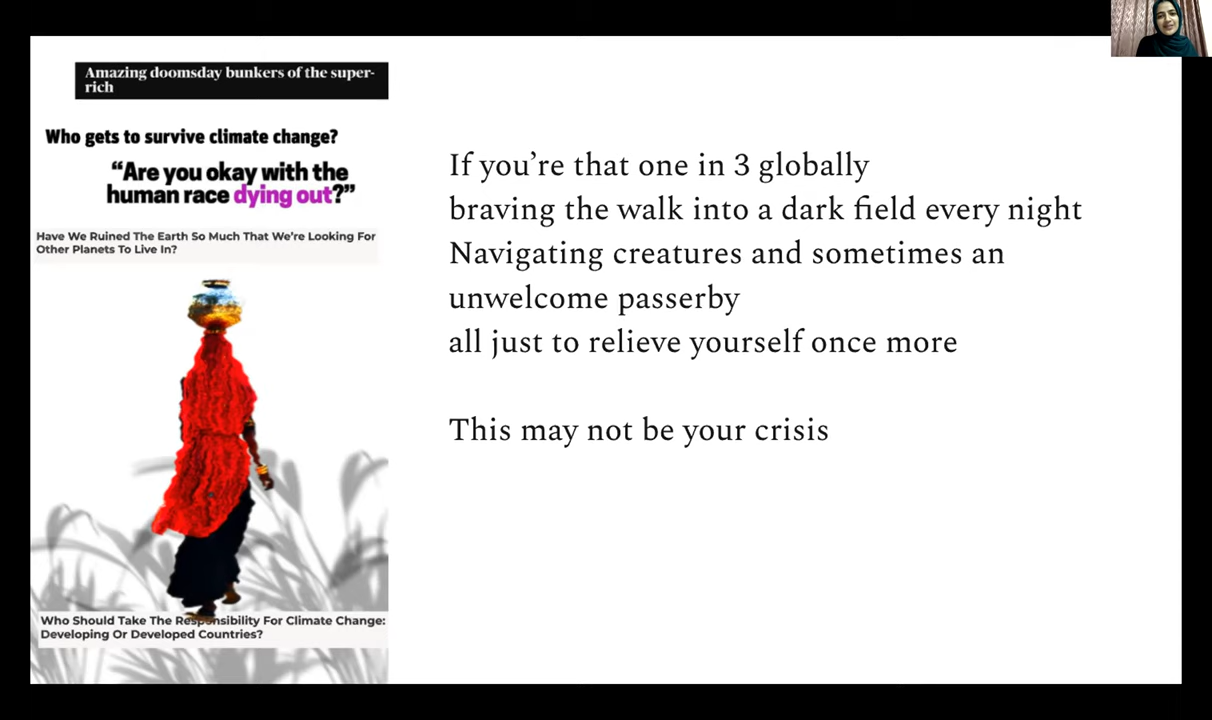 Amazing doomsday bunkers of the super-
rich
Who gets to survive climate change?
“Are you okay with the
human race dying out?”
Have We Ruined The Earth So Much That We’re Looking For
Other Planets To Live In?
Who Should Take The Responsibility For Climate Change:
Developing Or Developed Countries?
If you’re that one in 3 globally
braving the walk into a dark field every night
Navigating creatures and sometimes an
unwelcome passerby
all just to relieve yourself once more
This may not be your crisis